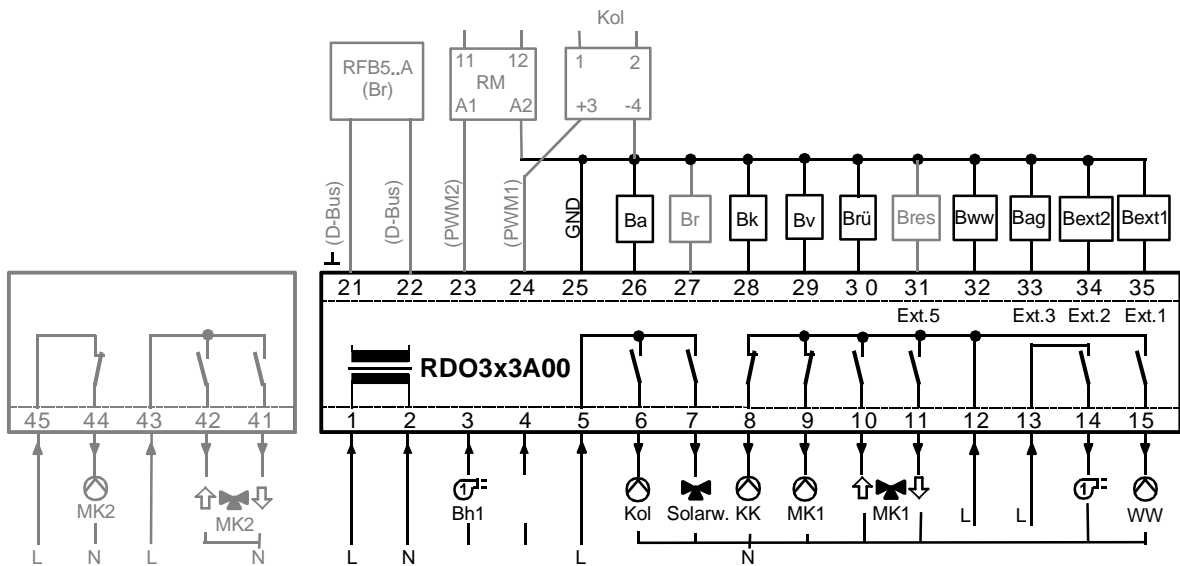 Kol
RFB5..A
(Br)
11 12
RM
A1 A2
1 2
+3 -4
(D-Bus) (D-Bus) (PWM2) (PWM1) GND
Ba Br Bk Bv Brü Bres Bww Bag Bext2 Bext1
21 22 23 24 25 26 27 28 29 30 31 32 33 34 35
Ext.5 Ext.3 Ext.2 Ext.1
RDO3x3A00
45 44 43 42 41 1 2 3 4 5 6 7 8 9 10 11 12 13 14 15
1 1
MK2 MK2 Bh1 Kol Solarw. KK MK1 MK1 L L WW
L N L N L N L N